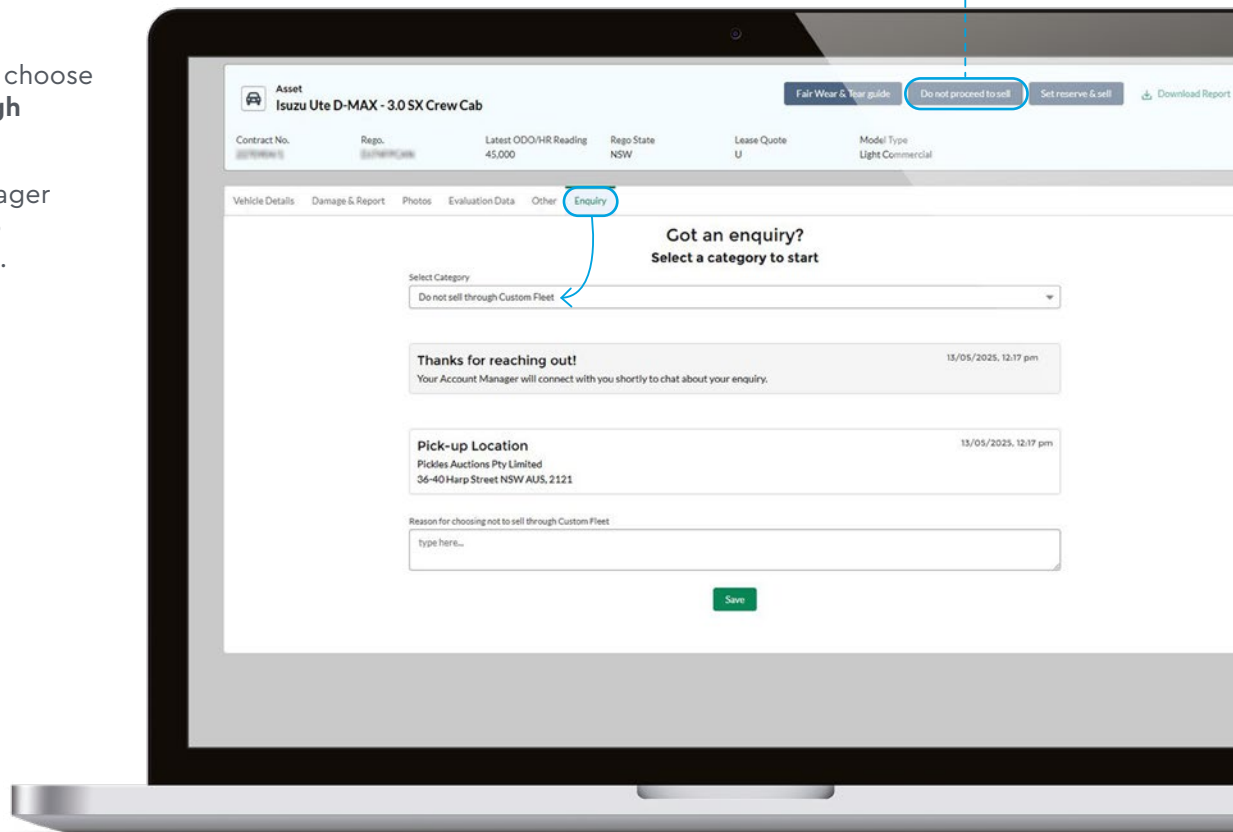 choose
gh
ager
.
Asset
Isuzu Ute D-MAX - 3.0 SX Crew Cab
Fair Wear & Tear guide
Do not proceed to sell
Set reserve & sell
Download Report
Contract No.
Rego.
Latest ODO/HR Reading
Rego State
Lease Quote
Model Type
45,000
NSW
U
Light Commercial
Vehicle Details
Damage & Report
Photos
Evaluation Data
Other
Enquiry
Got an enquiry?
Select a category to start
Select Category
Do not sell through Custom Fleet
Thanks for reaching out!
13/05/2025, 12:17 pm
Your Account Manager will connect with you shortly to chat about your enquiry.
Pick-up Location
13/05/2025, 12:17 pm
Pickles Auctions Pty Limited
36-40 Harp Street NSW AUS, 2121
Reason for choosing not to sell through Custom Fleet
type here...
Save